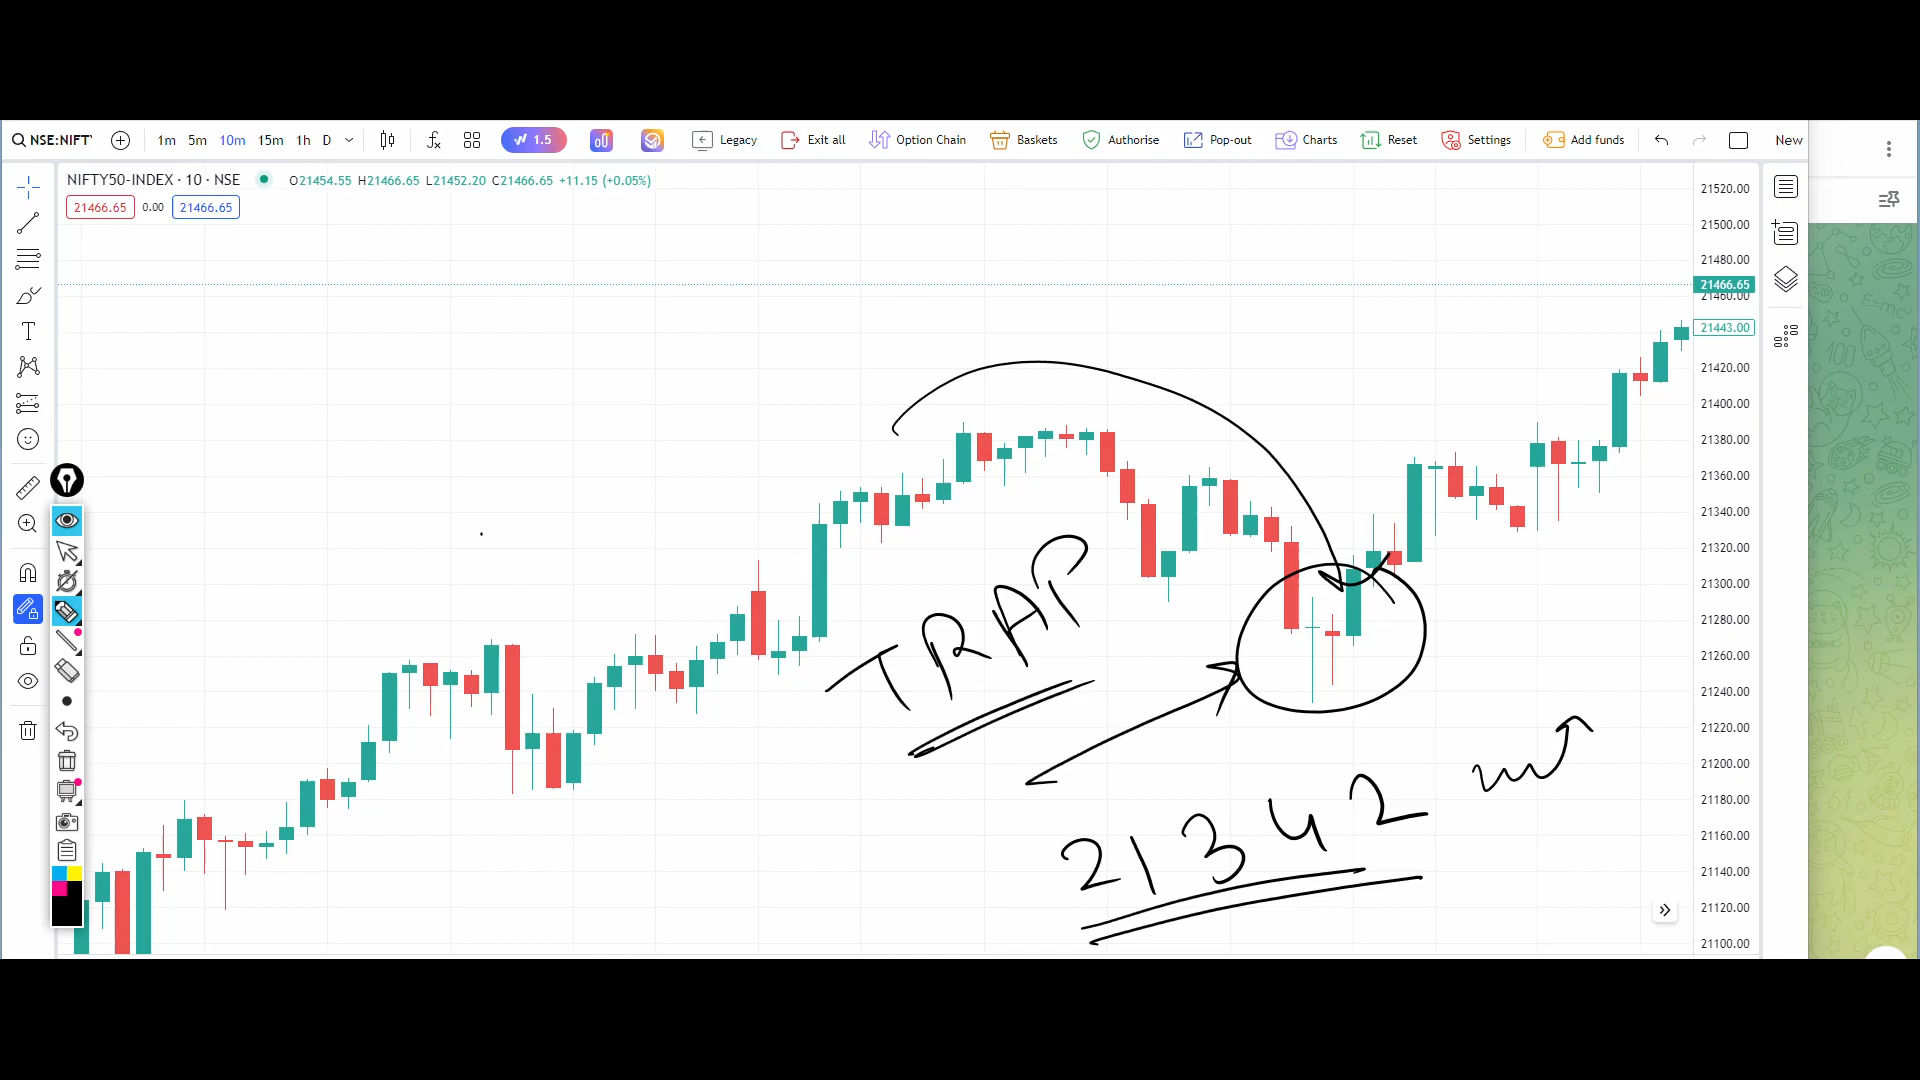 NSE:NIFTY
1m 5m 10m 15m 1h D
1.5
Legacy
Exit all
Option Chain
Baskets
Authorise
Pop-out
Charts
Reset
Settings
Add funds
New
NIFTY50-INDEX · 10 · NSE
O21454.55 H21466.65 L21452.20 C21466.65 +11.15 (+0.05%)
21466.65 0.00 21466.65
21520.00
21500.00
21480.00
21466.65
21460.00
21443.00
21420.00
21400.00
21380.00
21360.00
21340.00
21320.00
21300.00
21280.00
21260.00
21240.00
21220.00
21200.00
21180.00
21160.00
21140.00
21120.00
21100.00
TRAP
21342